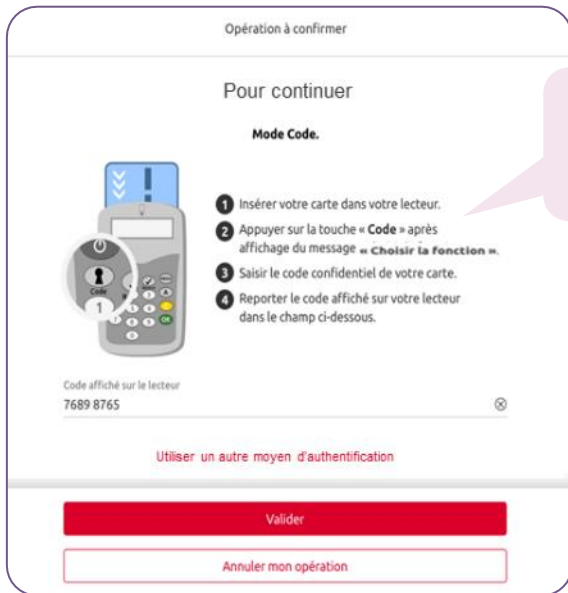 Opération à confirmer
Pour continuer
Mode Code.
1 Insérer votre carte dans votre lecteur.
2 Appuyer sur la touche « Code » après
affichage du message « Choisir la fonction ».
3 Saisir le code confidentiel de votre carte.
4 Reporter le code affiché sur votre lecteur
dans le champ ci-dessous.
Code
1
OK
Code affiché sur le lecteur
7689 8765
Utiliser un autre moyen d'authentification
Valider
Annuler mon opération